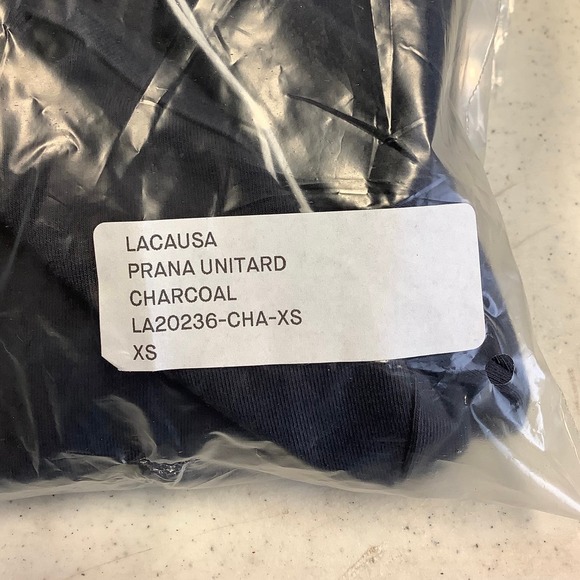 LACAUSA
PRANA UNITARD
CHARCOAL
LA20236-CHA-XS
XS